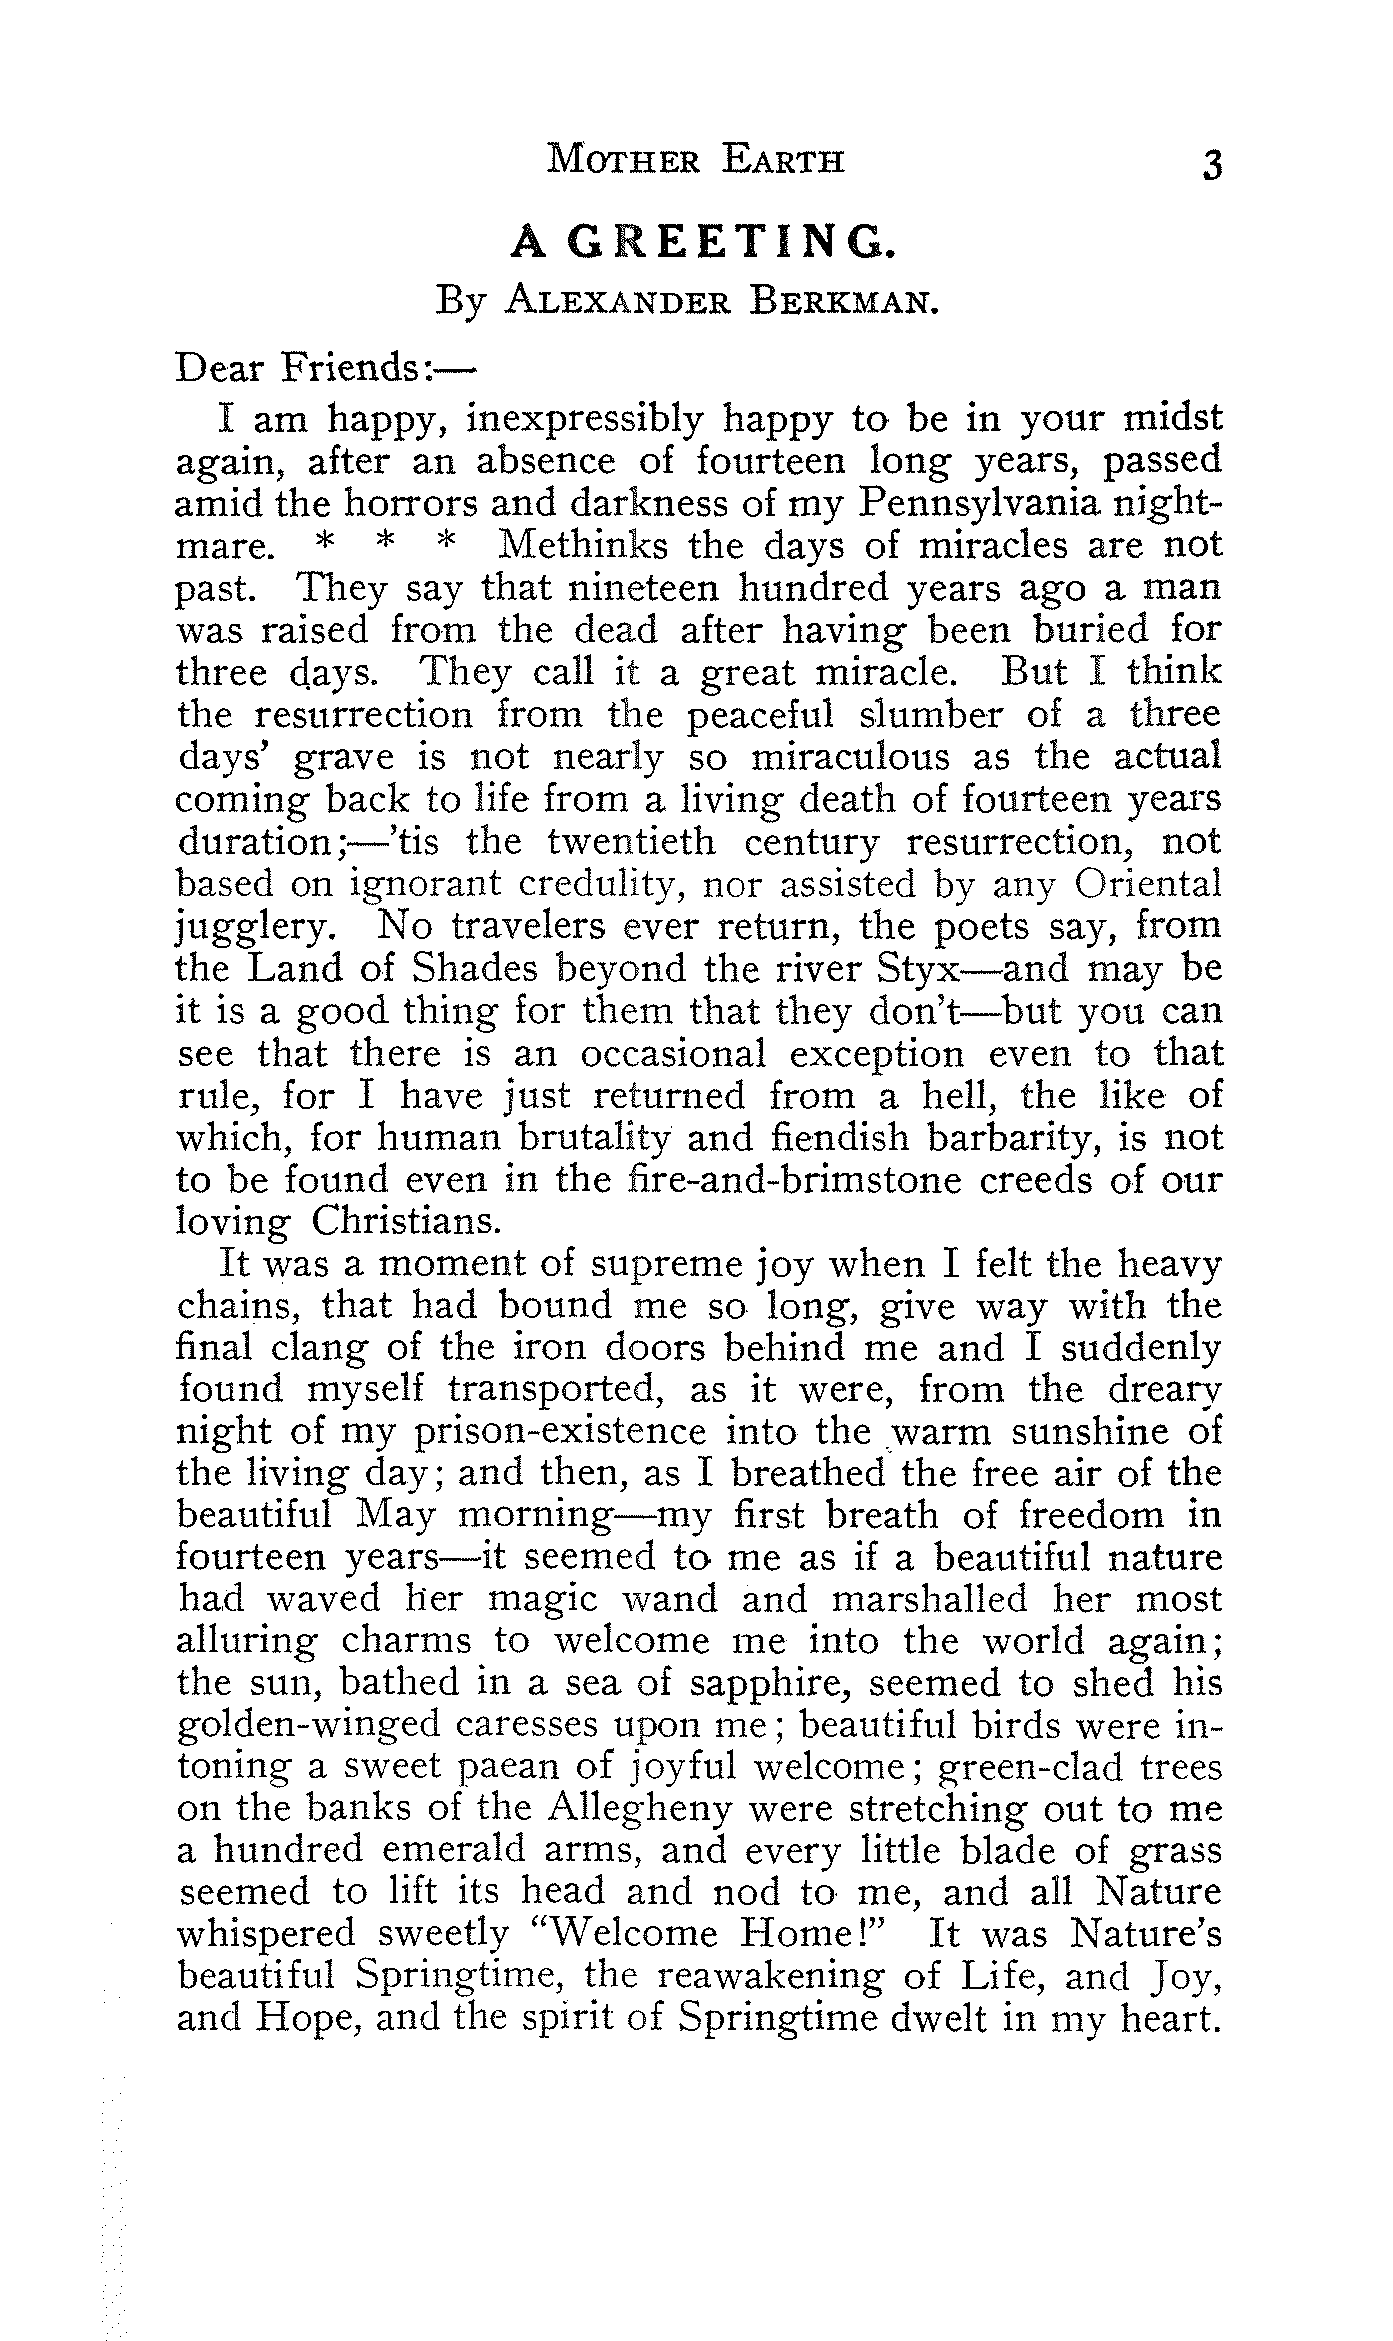 MOTHER EARTH 3
A GREETING.
By ALEXANDER BERKMAN.
Dear Friends:—
I am happy, inexpressibly happy to be in your midst
again, after an absence of fourteen long years, passed
amid the horrors and darkness of my Pennsylvania night-
mare. * * * Methinks the days of miracles are not
past. They say that nineteen hundred years ago a man
was raised from the dead after having been buried for
three days. They call it a great miracle. But I think
the resurrection from the peaceful slumber of a three
days' grave is not nearly so miraculous as the actual
coming back to life from a living death of fourteen years
duration;—'tis the twentieth century resurrection, not
based on ignorant credulity, nor assisted by any Oriental
jugglery. No travelers ever return, the poets say, from
the Land of Shades beyond the river Styx—and may be
it is a good thing for them that they don't—but you can
see that there is an occasional exception even to that
rule, for I have just returned from a hell, the like of
which, for human brutality and fiendish barbarity, is not
to be found even in the fire-and-brimstone creeds of our
loving Christians.
It was a moment of supreme joy when I felt the heavy
chains, that had bound me so long, give way with the
final clang of the iron doors behind me and I suddenly
found myself transported, as it were, from the dreary
night of my prison-existence into the warm sunshine of
the living day; and then, as I breathed the free air of the
beautiful May morning—my first breath of freedom in
fourteen years—it seemed to me as if a beautiful nature
had waved her magic wand and marshalled her most
alluring charms to welcome me into the world again;
the sun, bathed in a sea of sapphire, seemed to shed his
golden-winged caresses upon me; beautiful birds were in-
toning a sweet paean of joyful welcome; green-clad trees
on the banks of the Allegheny were stretching out to me
a hundred emerald arms, and every little blade of grass
seemed to lift its head and nod to me, and all Nature
whispered sweetly "Welcome Home!" It was Nature's
beautiful Springtime, the reawakening of Life, and Joy,
and Hope, and the spirit of Springtime dwelt in my heart.